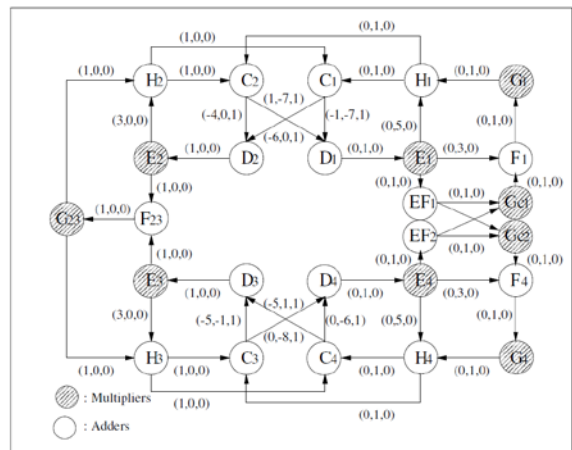 (0,1,0)
(1,0,0)
(1,0,0) H2 (1,0,0) C2 C1 (0,1,0) H1 (0,1,0) G1
(1,-7,1)
(3,0,0) (-4,0,1) (-1,-7,1) (0,5,0) (0,1,0)
(-6,0,1)
E2 (1,0,0) D2 D1 (0,1,0) E1 (0,3,0) F1
(1,0,0) (0,1,0) (0,1,0) (0,1,0)
EF1 Gc1
G23 (1,0,0) F23
EF2 Gc2
(0,1,0)
(1,0,0) (0,1,0) (0,1,0)
E3 (1,0,0) D3 D4 (0,1,0) E4 (0,3,0) F4
(-5,1,1)
(3,0,0) (-5,-1,1) (0,-6,1) (0,5,0) (0,1,0)
(0,-8,1)
H3 (1,0,0) C3 C4 (0,1,0) H4 (0,1,0) G4
(1,0,0)
(1,0,0)
(0,1,0)
: Multipliers
: Adders